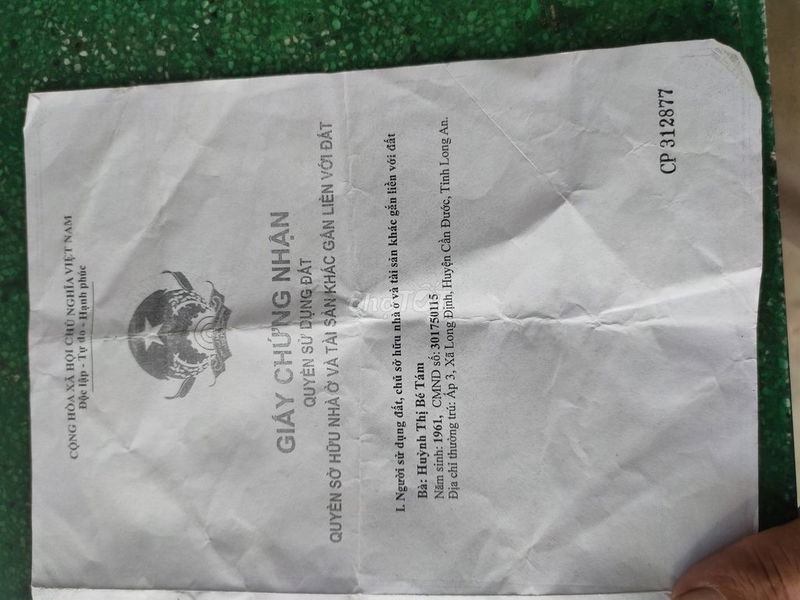 CỘNG HÒA XÃ HỘI CHỦ NGHĨA VIỆT NAM
Độc lập - Tự do - Hạnh phúc
GIẤY CHỨNG NHẬN
QUYỀN SỬ DỤNG ĐẤT
QUYỀN SỞ HỮU NHÀ Ở VÀ TÀI SẢN KHÁC GẮN LIỀN VỚI ĐẤT
I. Người sử dụng đất, chủ sở hữu nhà ở và tài sản khác gắn liền với đất
Bà: Huỳnh Thị Bé Tám
Năm sinh: 1961, CMND số: 301750115
Địa chỉ thường trú: Ấp 3, Xã Long Định, Huyện Cần Đước, Tỉnh Long An.
CP 312877